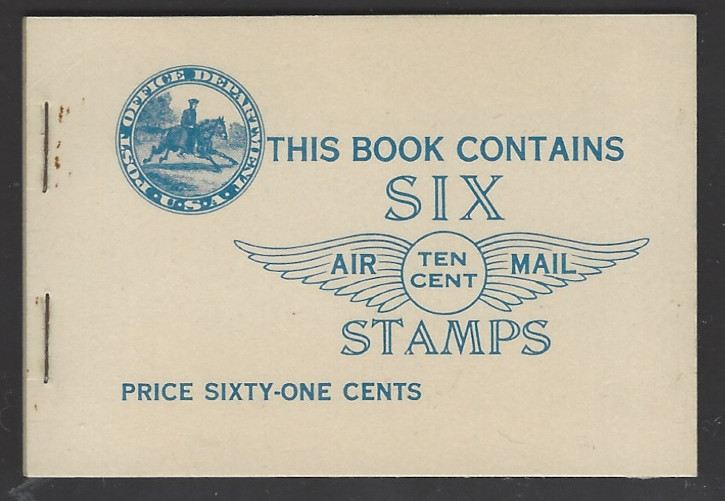 POST OFFICE DEPARTMENT
· U · S · A ·
THIS BOOK CONTAINS
SIX
AIR TEN CENT MAIL
STAMPS
PRICE SIXTY-ONE CENTS